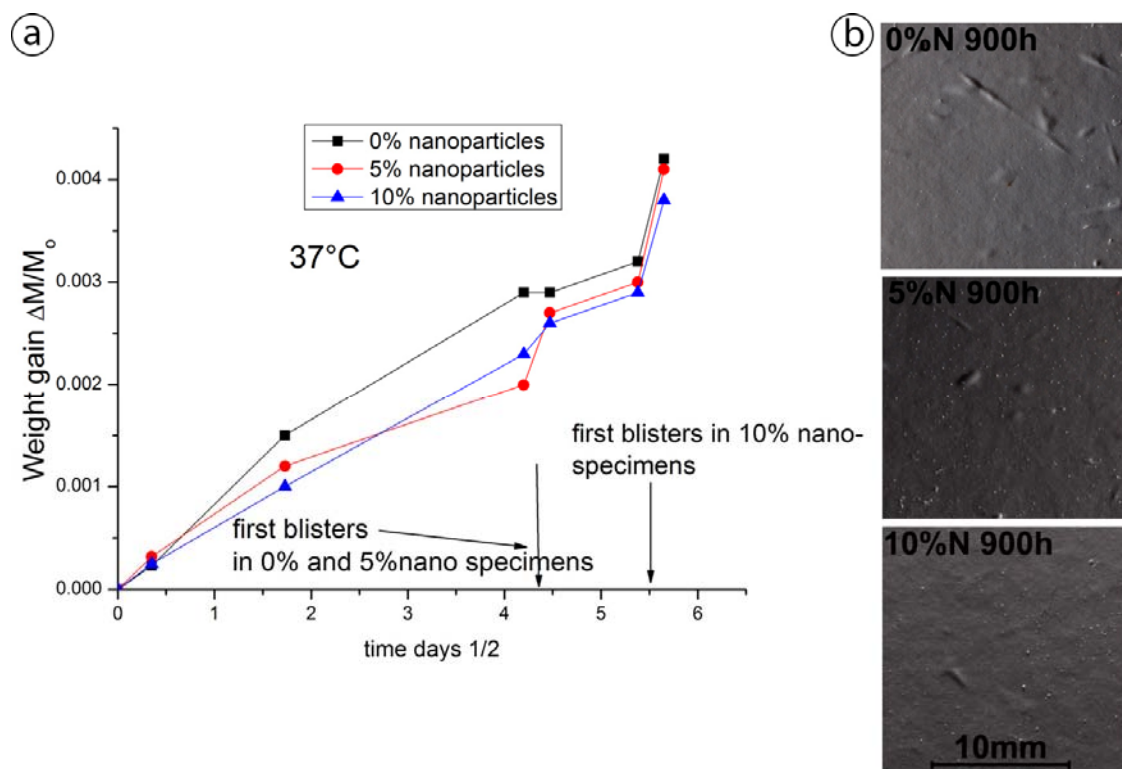 a
0% nanoparticles
5% nanoparticles
10% nanoparticles
37°C
Weight gain ΔM/Mo
0.004
0.003
0.002
0.001
0.000
first blisters in 10% nano-
specimens
first blisters
in 0% and 5%nano specimens
0 1 2 3 4 5 6
time days 1/2
b
0%N 900h
5%N 900h
10%N 900h
10mm